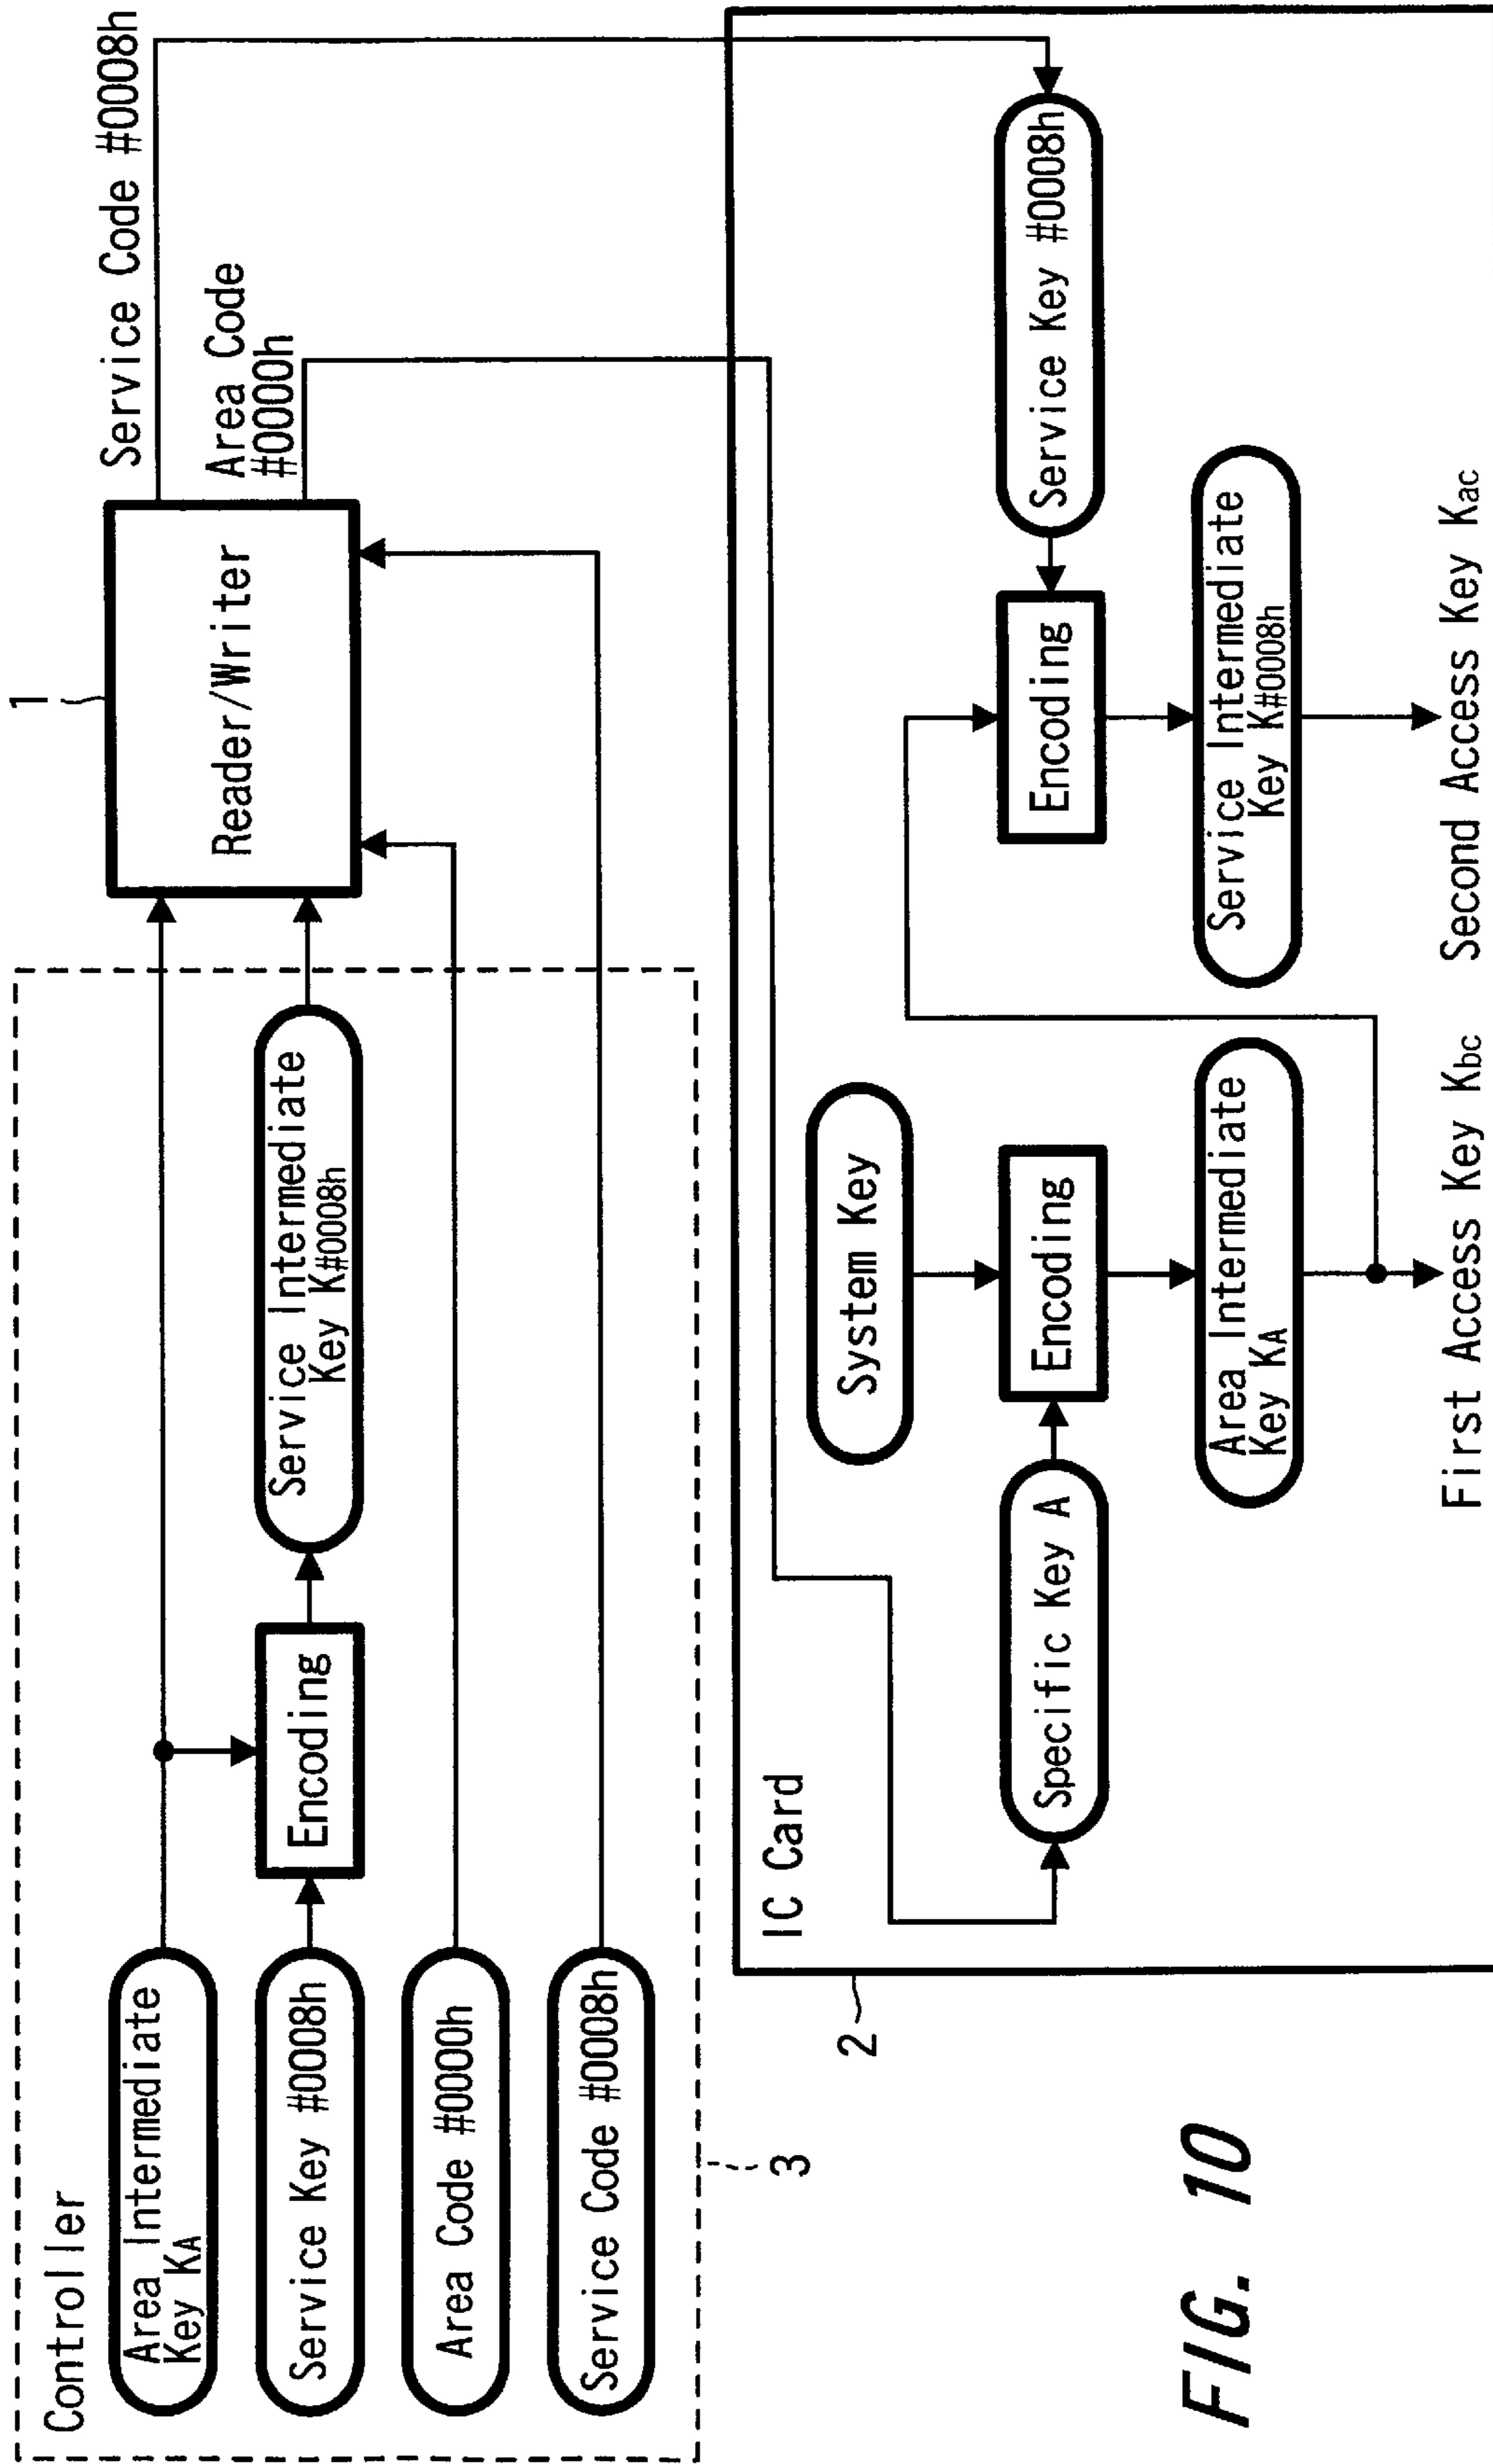 Controller
Area Intermediate
Key KA
Service Key #0008h
Area Code #0000h
Service Code #0008h
Encoding
Service Intermediate
Key K#0008h
3
1
Reader/Writer
Service Code #0008h
Area Code
#0000h
2
IC Card
Specific Key A
System Key
Encoding
Area Intermediate
Key KA
First Access Key Kbc
Service Key #0008h
Encoding
Service Intermediate
Key K#0008h
Second Access Key Kac
FIG. 10